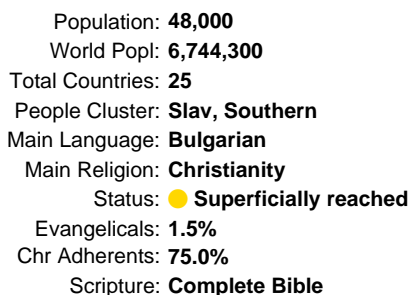 Population: 48,000
World Popl: 6,744,300
Total Countries: 25
People Cluster: Slav, Southern
Main Language: Bulgarian
Main Religion: Christianity
Status: Superficially reached
Evangelicals: 1.5%
Chr Adherents: 75.0%
Scripture: Complete Bible